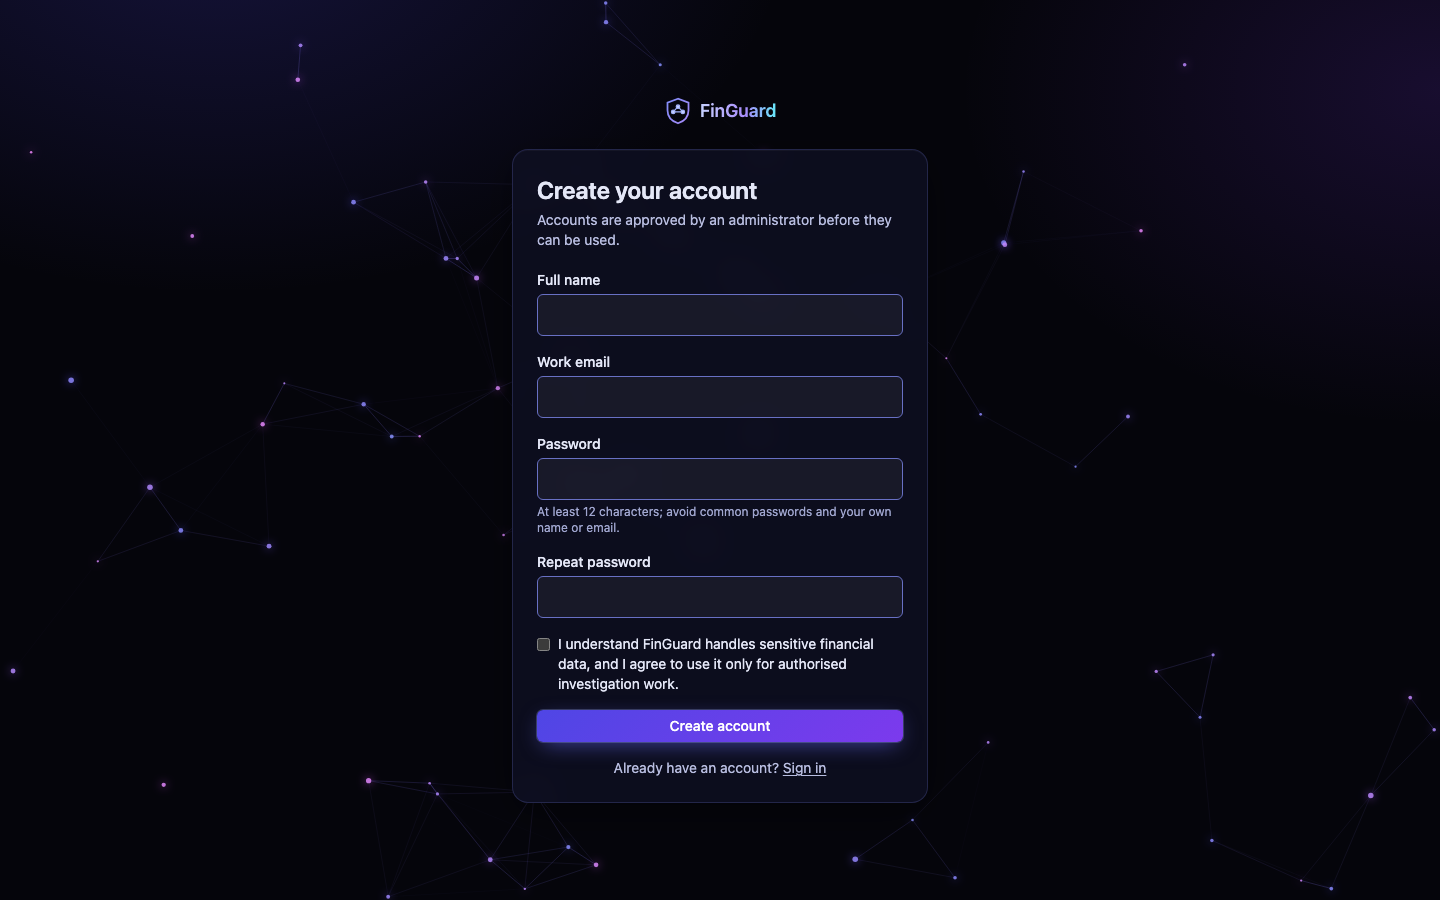 FinGuard
Create your account
Accounts are approved by an administrator before they
can be used.
Full name
Work email
Password
At least 12 characters; avoid common passwords and your own
name or email.
Repeat password
I understand FinGuard handles sensitive financial
data, and I agree to use it only for authorised
investigation work.
Create account
Already have an account? Sign in